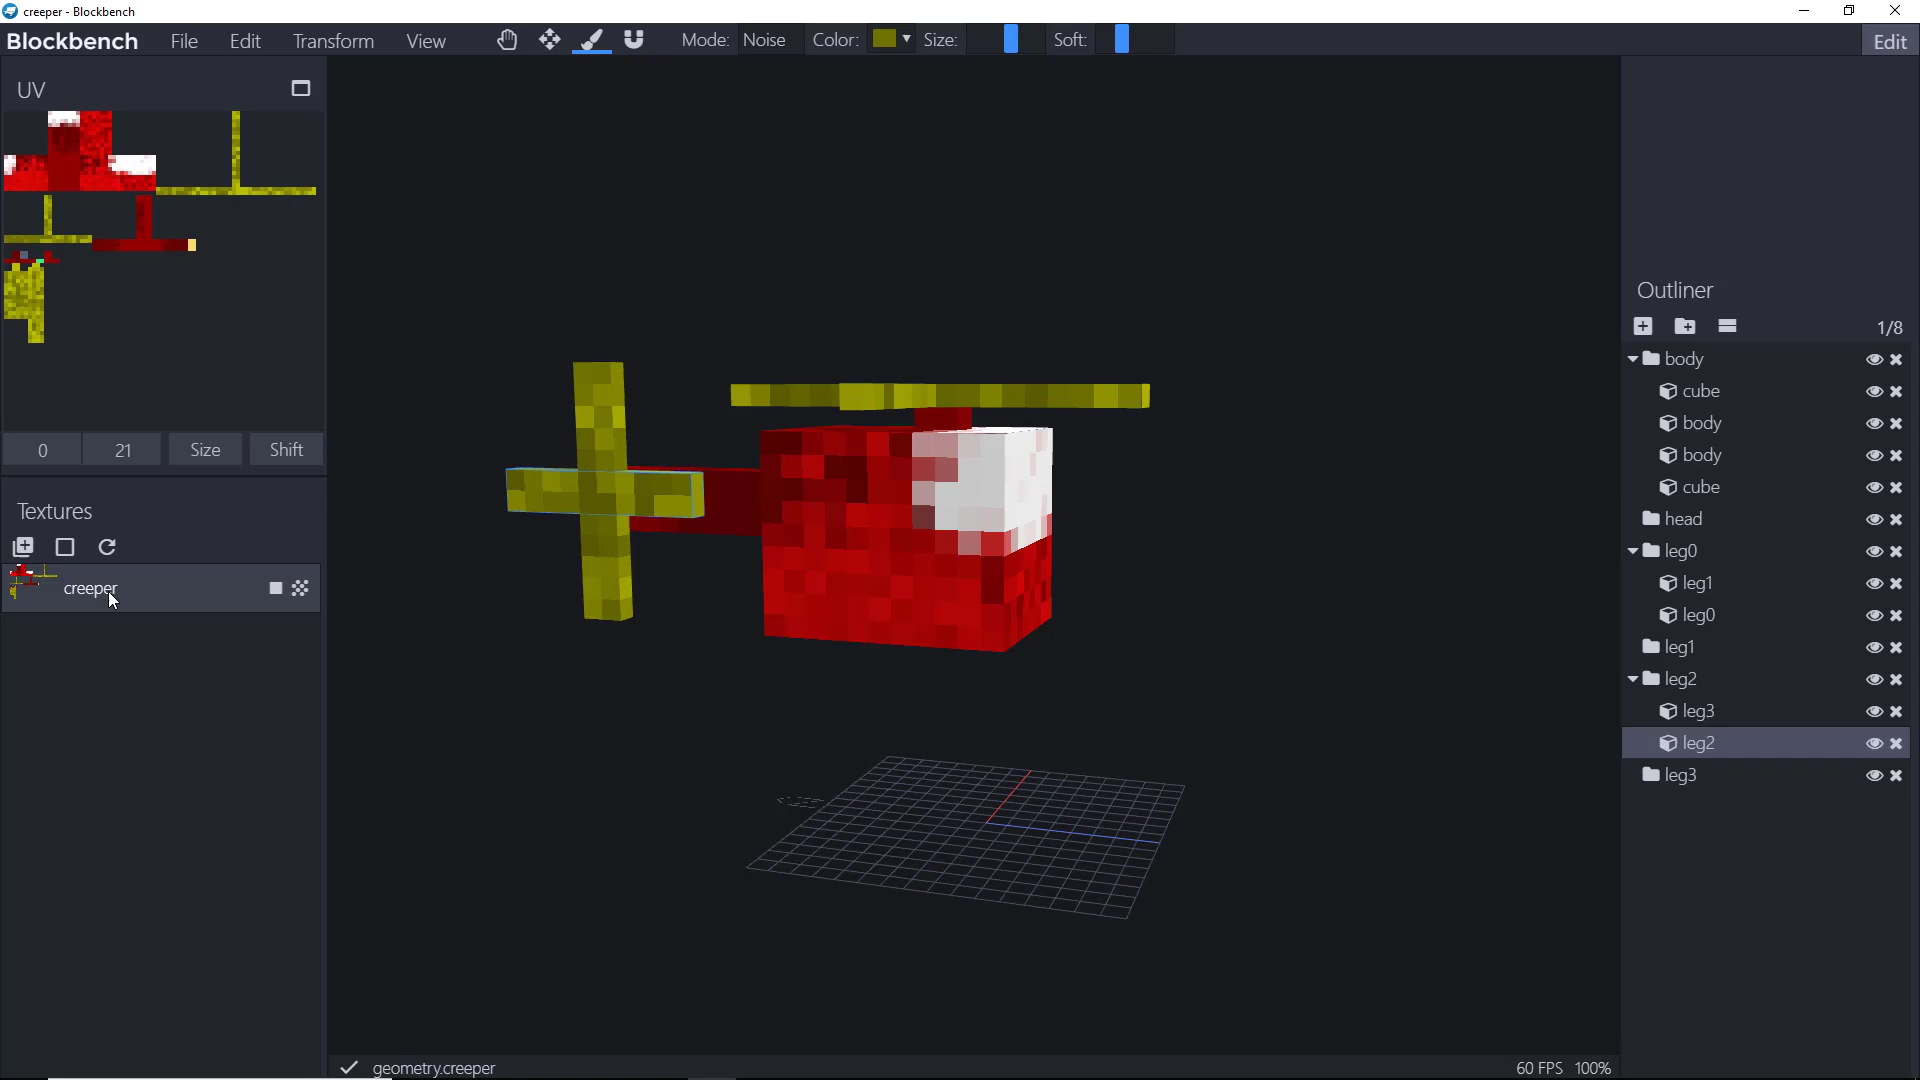 creeper - Blockbench
Blockbench File Edit Transform View Mode: Noise Color: Size: Soft: Edit
UV
0 21 Size Shift
Textures
creeper
Outliner
1/8
body
cube
body
body
cube
head
leg0
leg1
leg0
leg1
leg2
leg3
leg2
leg3
geometry.creeper 60 FPS 100%